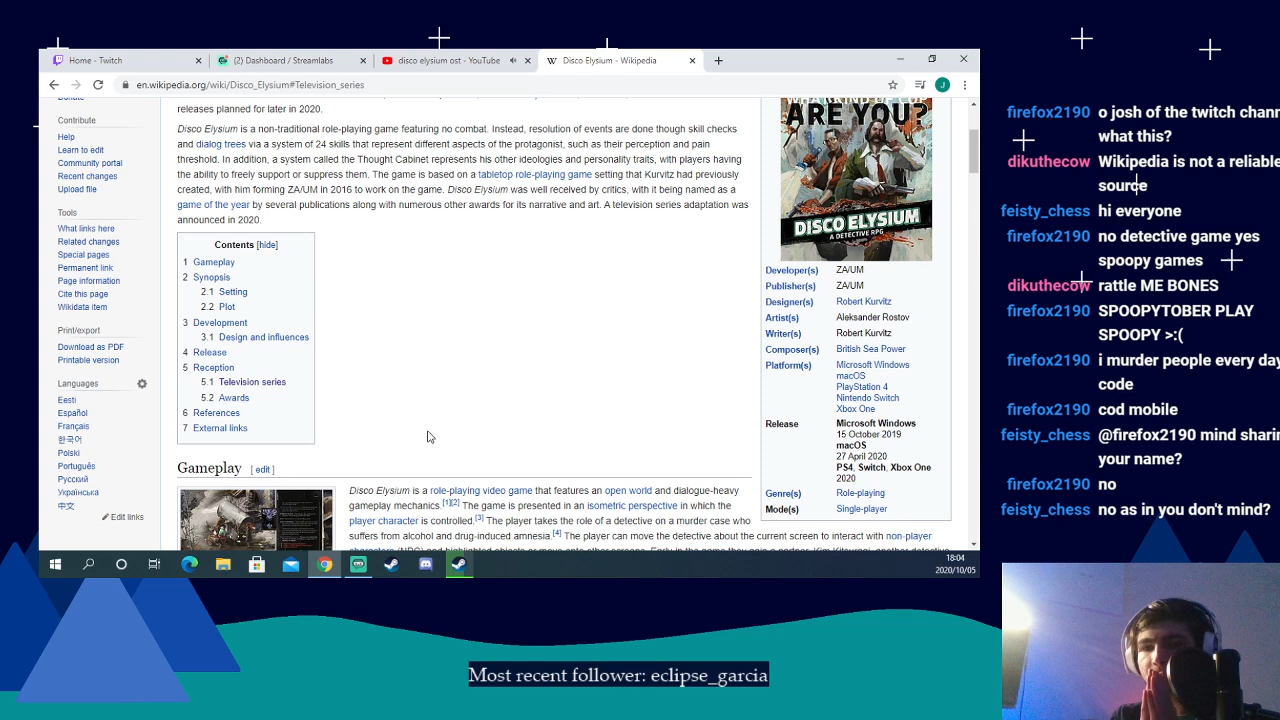 Home - Twitch
(2) Dashboard / Streamlabs
disco elysium ost - YouTube
Disco Elysium - Wikipedia
en.wikipedia.org/wiki/Disco_Elysium#Television_series
J
Donate
Contribute
Help
Learn to edit
Community portal
Recent changes
Upload file
Tools
What links here
Related changes
Special pages
Permanent link
Page information
Cite this page
Wikidata item
Print/export
Download as PDF
Printable version
Languages
Eesti
Español
Français
한국어
Polski
Português
Русский
Українська
中文
Edit links
releases planned for later in 2020.
Disco Elysium is a non-traditional role-playing game featuring no combat. Instead, resolution of events are done though skill checks
and dialog trees via a system of 24 skills that represent different aspects of the protagonist, such as their perception and pain
threshold. In addition, a system called the Thought Cabinet represents his other ideologies and personality traits, with players having
the ability to freely support or suppress them. The game is based on a tabletop role-playing game setting that Kurvitz had previously
created, with him forming ZA/UM in 2016 to work on the game. Disco Elysium was well received by critics, with it being named as a
game of the year by several publications along with numerous other awards for its narrative and art. A television series adaptation was
announced in 2020.
Contents [hide]
1 Gameplay
2 Synopsis
2.1 Setting
2.2 Plot
3 Development
3.1 Design and influences
4 Release
5 Reception
5.1 Television series
5.2 Awards
6 References
7 External links
Gameplay [ edit ]
Disco Elysium is a role-playing video game that features an open world and dialogue-heavy
gameplay mechanics.[1][2] The game is presented in an isometric perspective in which the
player character is controlled.[3] The player takes the role of a detective on a murder case who
suffers from alcohol and drug-induced amnesia.[4] The player can move the detective about the current screen to interact with non-player
ARE YOU?
DISCO ELYSIUM
A DETECTIVE RPG
Developer(s) ZA/UM
Publisher(s) ZA/UM
Designer(s) Robert Kurvitz
Artist(s) Aleksander Rostov
Writer(s) Robert Kurvitz
Composer(s) British Sea Power
Platform(s) Microsoft Windows
macOS
PlayStation 4
Nintendo Switch
Xbox One
Release Microsoft Windows
15 October 2019
macOS
27 April 2020
PS4, Switch, Xbox One
2020
Genre(s) Role-playing
Mode(s) Single-player
18:04
2020/10/05
firefox2190 o josh of the twitch chann
what this?
dikuthecow Wikipedia is not a reliable
source
feisty_chess hi everyone
firefox2190 no detective game yes
spoopy games
dikuthecow rattle ME BONES
firefox2190 SPOOPYTOBER PLAY
SPOOPY >:(
firefox2190 i murder people every day
code
firefox2190 cod mobile
feisty_chess @firefox2190 mind sharin
your name?
firefox2190 no
feisty_chess no as in you don't mind?
Most recent follower: eclipse_garcia